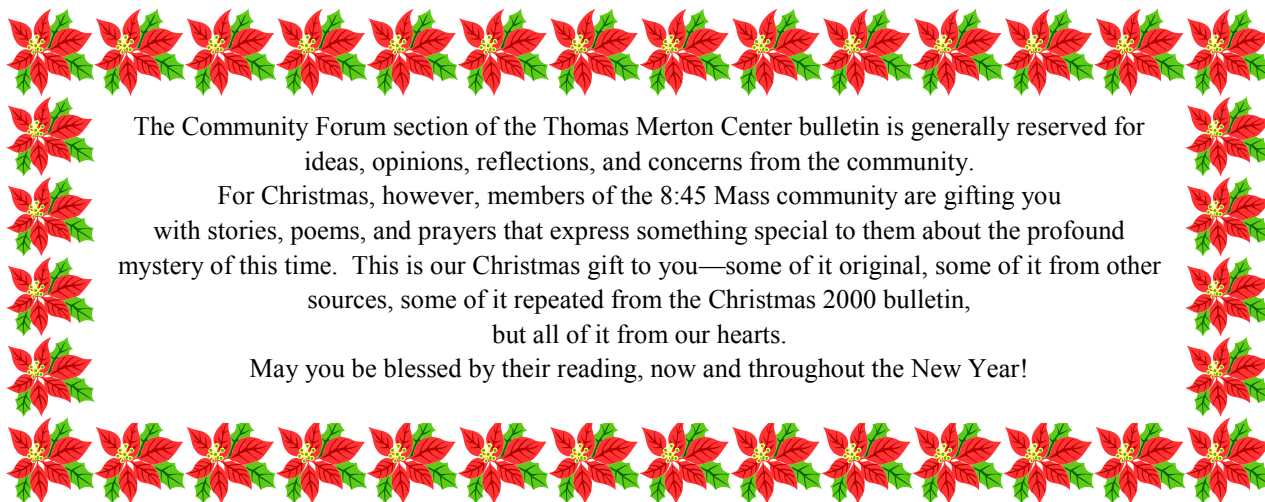 The Community Forum section of the Thomas Merton Center bulletin is generally reserved for
ideas, opinions, reflections, and concerns from the community.
For Christmas, however, members of the 8:45 Mass community are gifting you
with stories, poems, and prayers that express something special to them about the profound
mystery of this time.  This is our Christmas gift to you—some of it original, some of it from other
sources, some of it repeated from the Christmas 2000 bulletin,
but all of it from our hearts.
May you be blessed by their reading, now and throughout the New Year!